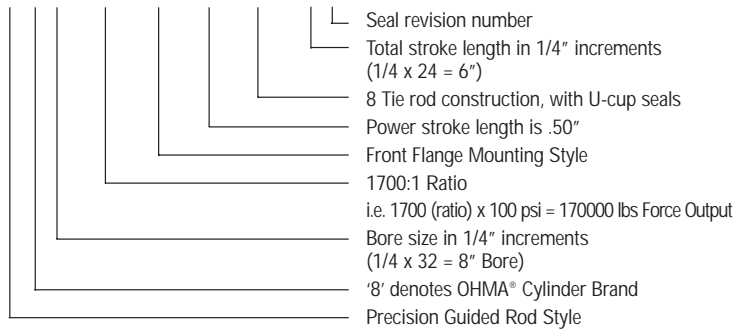 Seal revision number
Total stroke length in 1/4″ increments
(1/4 x 24 = 6″)
8 Tie rod construction, with U-cup seals
Power stroke length is .50″
Front Flange Mounting Style
1700:1 Ratio
i.e. 1700 (ratio) x 100 psi = 170000 lbs Force Output
Bore size in 1/4″ increments
(1/4 x 32 = 8″ Bore)
‘8’ denotes OHMA® Cylinder Brand
Precision Guided Rod Style